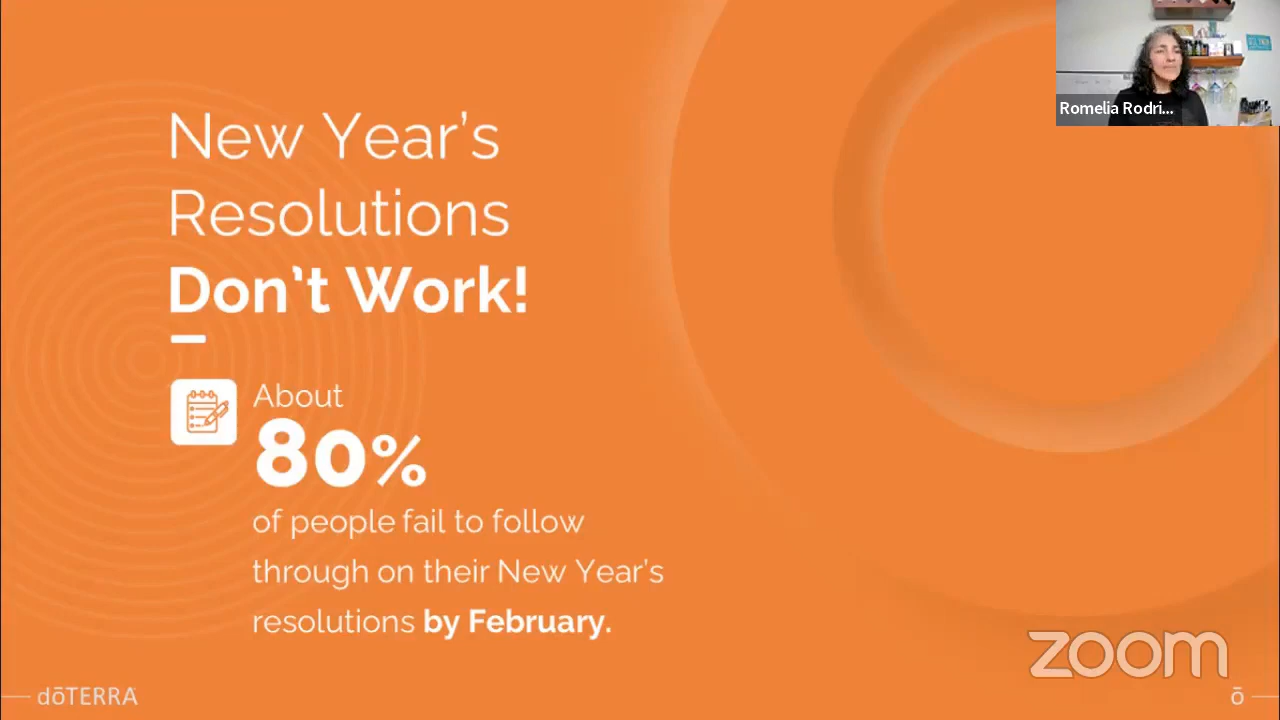 Romelia Rodri...
New Year's
Resolutions
Don't Work!
About
80%
of people fail to follow
through on their New Year's
resolutions by February.
zoom
dōTERRA
ō